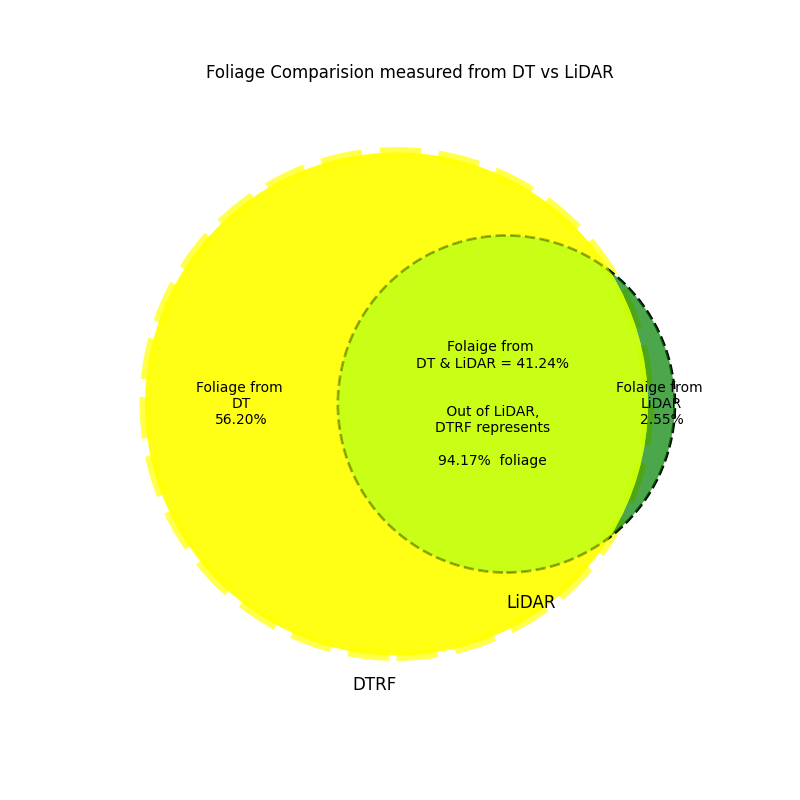 Foliage Comparision measured from DT vs LiDAR
Folaige from
DT & LiDAR = 41.24%
Foliage from
DT
56.20%
Out of LiDAR,
DTRF represents
94.17%  foliage
Folaige from
LiDAR
2.55%
LiDAR
DTRF